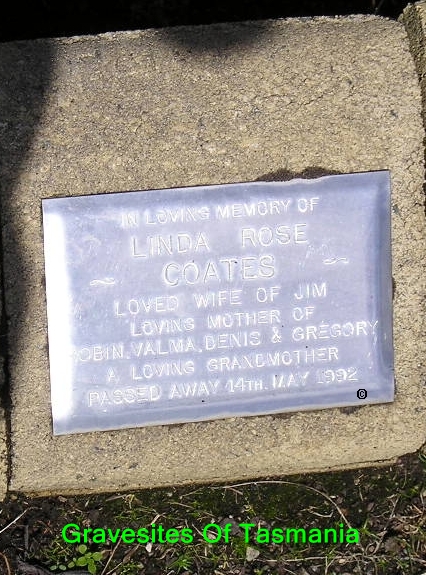 IN LOVING MEMORY OF
LINDA ROSE
COATES
LOVED WIFE OF JIM
LOVING MOTHER OF
ROBIN, VALMA, DENIS & GREGORY
A LOVING GRANDMOTHER
PASSED AWAY 14TH. MAY 1992
©
Gravesites Of Tasmania